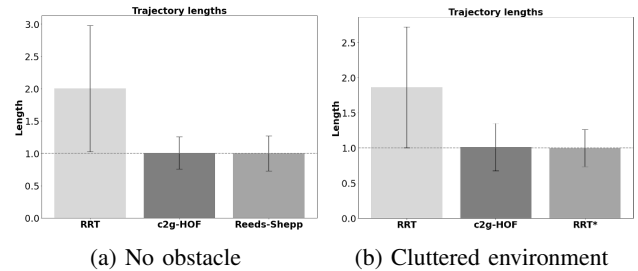 Trajectory lengths
3.0
2.5
2.0
1.5
1.0
0.5
0.0
Length
RRT c2g-HOF Reeds-Shepp
(a) No obstacle
Trajectory lengths
2.5
2.0
1.5
1.0
0.5
0.0
Length
RRT c2g-HOF RRT*
(b) Cluttered environment